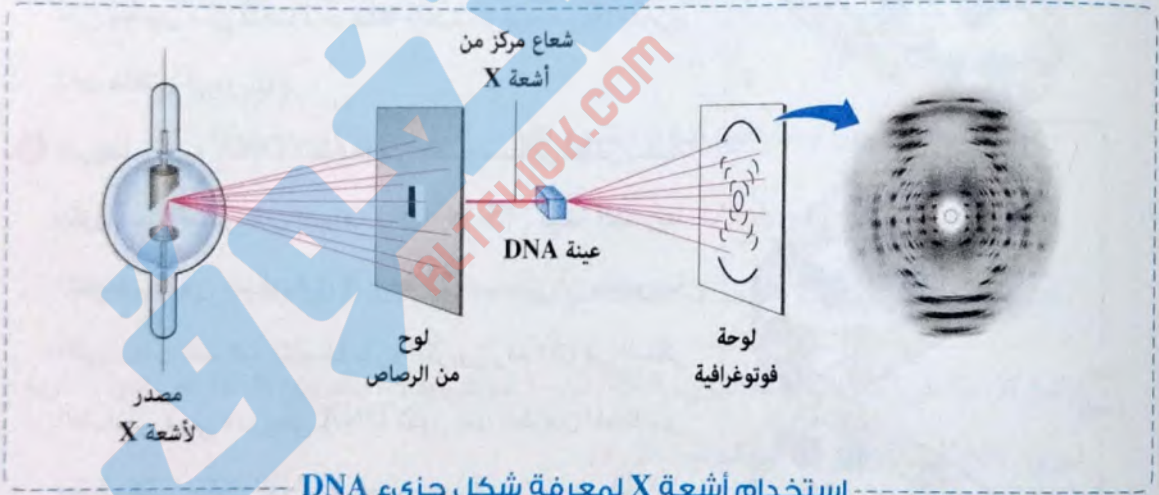 شعاع مركز من
أشعة X
عينة DNA
لوح
من الرصاص
لوحة
فوتوغرافية
مصدر
لأشعة X
ALTFWOK.COM
استخدام أشعة X لمعرفة شكل جزيء DNA